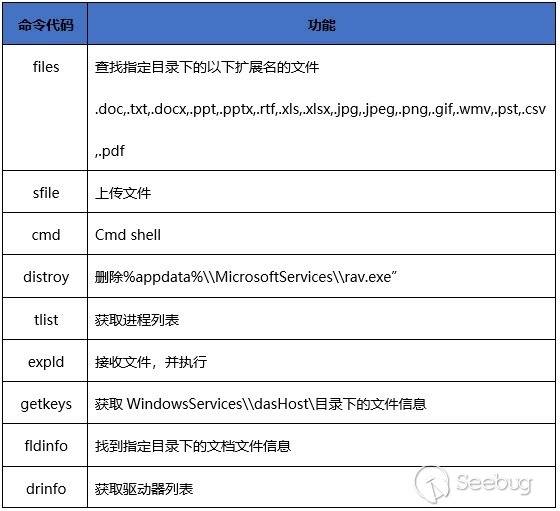 命令代码 功能
files 查找指定目录下的以下扩展名的文件
.doc,.txt,.docx,.ppt,.pptx,.rtf,.xls,.xlsx,.jpg,.jpeg,.png,.gif,.wmv,.pst,.csv
,.pdf
sfile 上传文件
cmd Cmd shell
distroy 删除%appdata%\\MicrosoftServices\\rav.exe”
tlist 获取进程列表
expld 接收文件，并执行
getkeys 获取 WindowsServices\\dasHost\目录下的文件信息
fldinfo 找到指定目录下的文档文件信息
drinfo 获取驱动器列表
Seebug